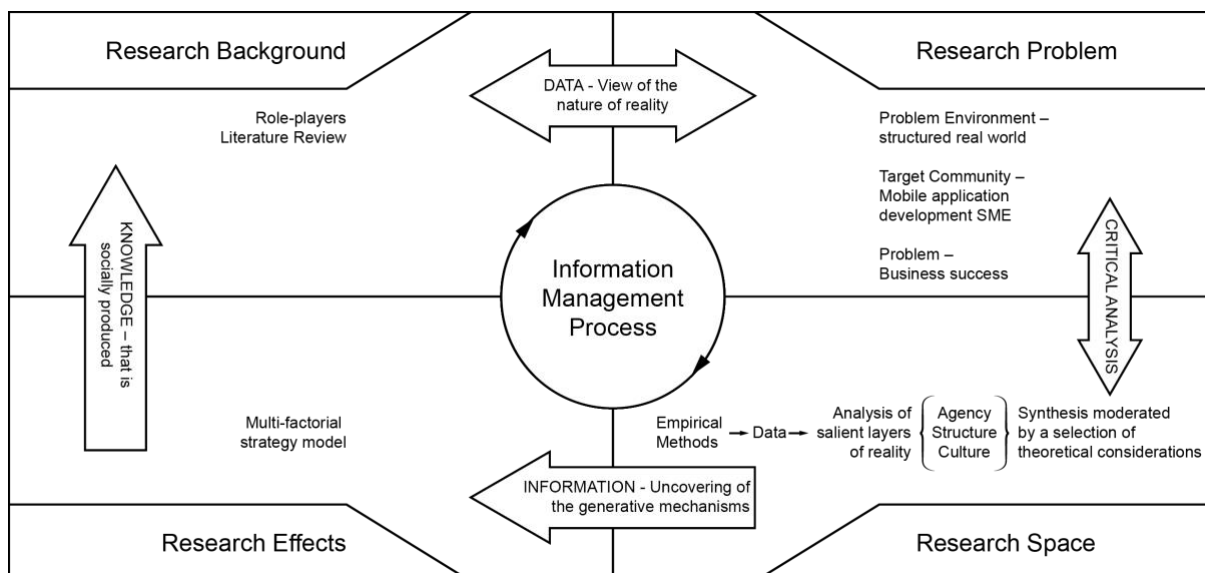 Research Background
Research Problem
DATA - View of the
nature of reality
Role-players
Literature Review
Problem Environment –
structured real world
Target Community –
Mobile application
development SME
Problem –
Business success
KNOWLEDGE – that is
socially produced
CRITICAL ANALYSIS
Information
Management
Process
Multi-factorial
strategy model
Empirical
Methods
Data
Analysis of
salient layers
of reality
Agency
Structure
Culture
Synthesis moderated
by a selection of
theoretical considerations
INFORMATION - Uncovering of
the generative mechanisms
Research Effects
Research Space